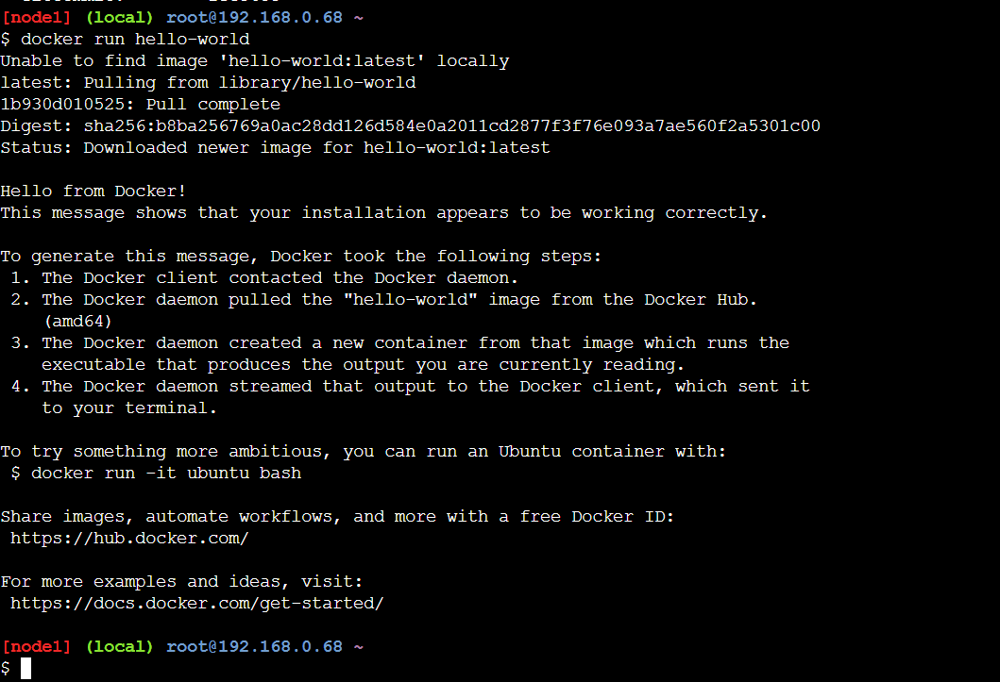 [node1] (local) root@192.168.0.68 ~
$ docker run hello-world
Unable to find image 'hello-world:latest' locally
latest: Pulling from library/hello-world
1b930d010525: Pull complete
Digest: sha256:b8ba256769a0ac28dd126d584e0a2011cd2877f3f76e093a7ae560f2a5301c00
Status: Downloaded newer image for hello-world:latest

Hello from Docker!
This message shows that your installation appears to be working correctly.

To generate this message, Docker took the following steps:
 1. The Docker client contacted the Docker daemon.
 2. The Docker daemon pulled the "hello-world" image from the Docker Hub.
    (amd64)
 3. The Docker daemon created a new container from that image which runs the
    executable that produces the output you are currently reading.
 4. The Docker daemon streamed that output to the Docker client, which sent it
    to your terminal.

To try something more ambitious, you can run an Ubuntu container with:
 $ docker run -it ubuntu bash

Share images, automate workflows, and more with a free Docker ID:
 https://hub.docker.com/

For more examples and ideas, visit:
 https://docs.docker.com/get-started/

[node1] (local) root@192.168.0.68 ~
$